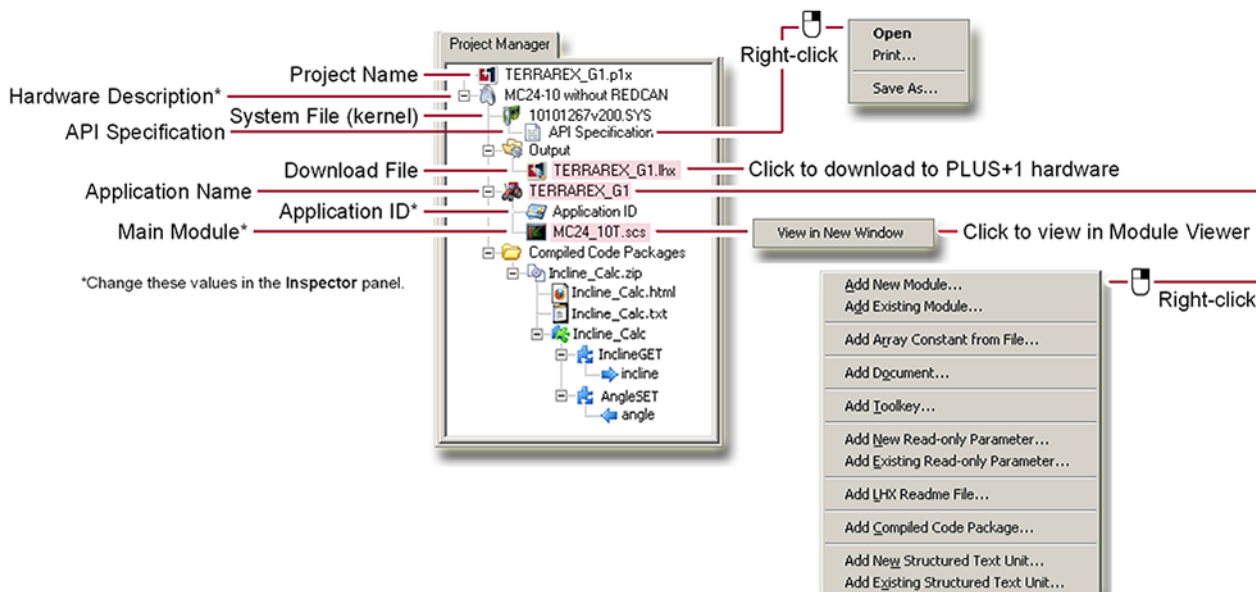 Project Manager
Project Name
TERRAREX_G1.p1x
Hardware Description*
MC24-10 without REDCAN
System File (kernel)
10101267v200.SYS
API Specification
API Specification
Output
Download File
TERRAREX_G1.lhx
Click to download to PLUS+1 hardware
Application Name
TERRAREX_G1
Application ID*
Application ID
Main Module*
MC24_10T.scs
View in New Window
Click to view in Module Viewer
Compiled Code Packages
*Change these values in the Inspector panel.
Incline_Calc.zip
Incline_Calc.html
Incline_Calc.txt
Incline_Calc
InclineGET
incline
AngleSET
angle
Right-click
Open
Print...
Save As...
Right-click
Add New Module...
Add Existing Module...
Add Array Constant from File...
Add Document...
Add Toolkey...
Add New Read-only Parameter...
Add Existing Read-only Parameter...
Add LHX Readme File...
Add Compiled Code Package...
Add New Structured Text Unit...
Add Existing Structured Text Unit...